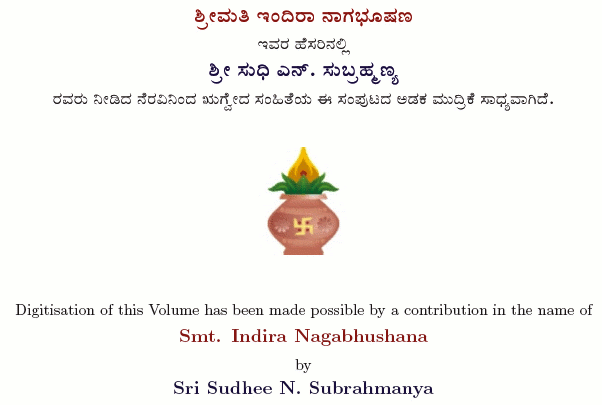 ಶ್ರೀಮತಿ ಇಂದಿರಾ ನಾಗಭೂಷಣ
ಇವರ ಹೆಸರಿನಲ್ಲಿ
ಶ್ರೀ ಸುಧಿ ಎನ್. ಸುಬ್ರಹ್ಮಣ್ಯ
ರವರು ನೀಡಿದ ನೆರವಿನಿಂದ ಋಗ್ವೇದ ಸಂಹಿತೆಯ ಈ ಸಂಪುಟದ ಅಡಕ ಮುದ್ರಿಕೆ ಸಾಧ್ಯವಾಗಿದೆ.
Digitisation of this Volume has been made possible by a contribution in the name of
Smt. Indira Nagabhushana
by
Sri Sudhee N. Subrahmanya